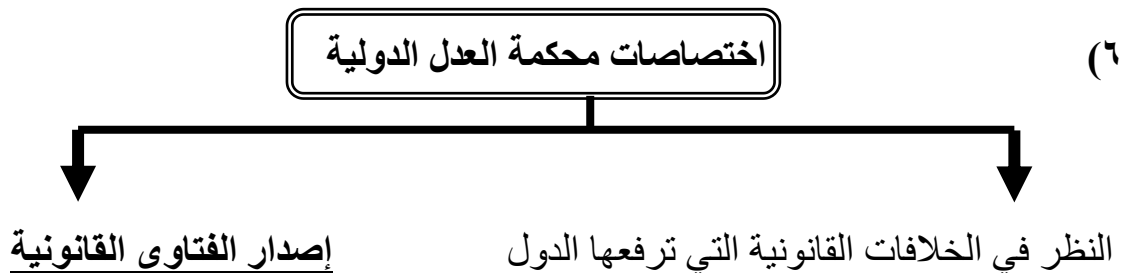 ٦)
اختصاصات محكمة العدل الدولية
النظر في الخلافات القانونية التي ترفعها الدول
إصدار الفتاوى القانونية